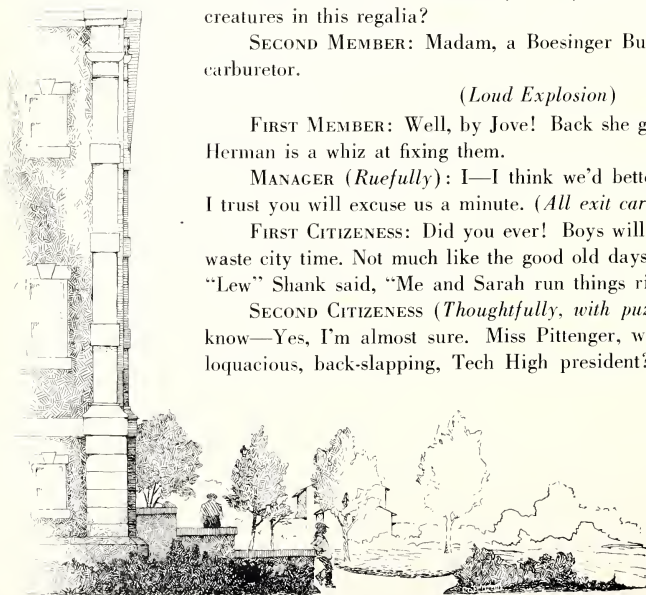 creatures in this regalia?
SECOND MEMBER: Madam, a Boesinger Bu
carburetor.
(Loud Explosion)
FIRST MEMBER: Well, by Jove! Back she g
Herman is a whiz at fixing them.
MANAGER (Ruefully): I—I think we'd bett
I trust you will excuse us a minute. (All exit car
FIRST CITIZENESS: Did you ever! Boys will
waste city time. Not much like the good old days
"Lew" Shank said, "Me and Sarah run things ri
SECOND CITIZENESS (Thoughtfully, with puz
know—Yes, I'm almost sure. Miss Pittenger, w
loquacious, back-slapping, Tech High president?